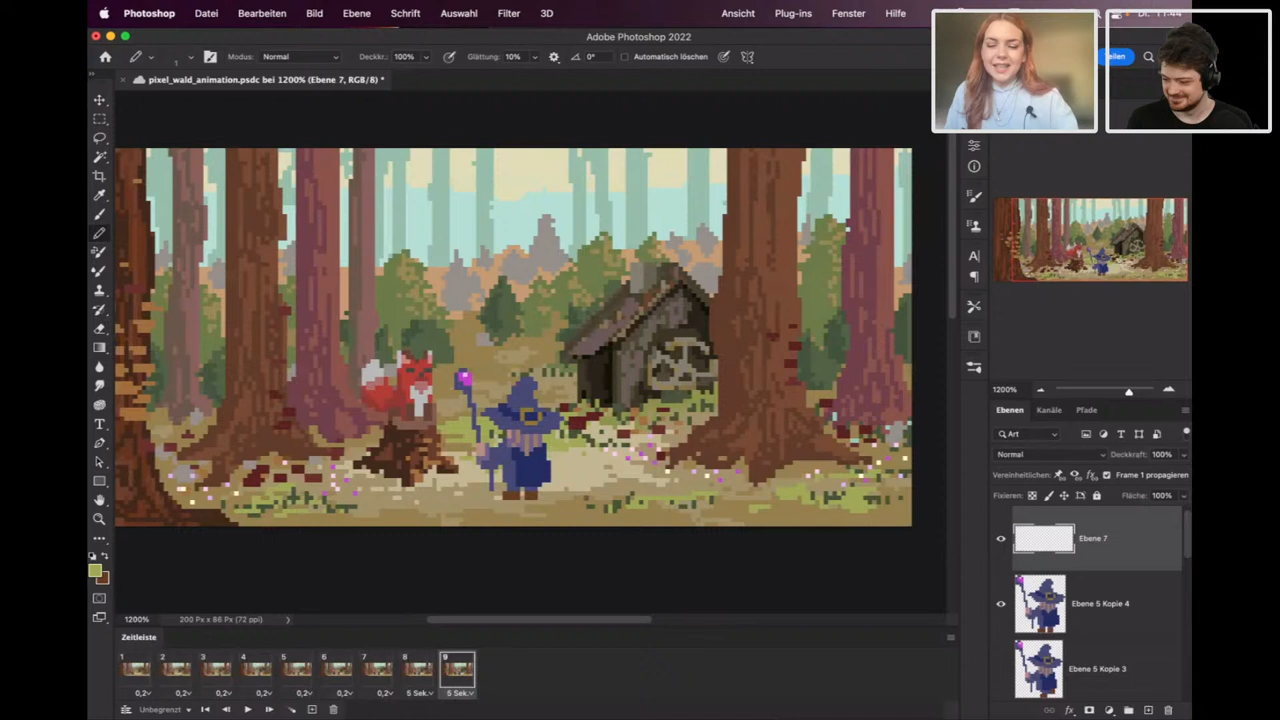 Photoshop Datei Bearbeiten Bild Ebene Schrift Auswahl Filter 3D Ansicht Plug-ins Fenster Hilfe
Adobe Photoshop 2022
1 Modus: Normal Deckkr.: 100% Glättung: 10% 0° Automatisch löschen
pixel_wald_animation.psdc bei 1200% (Ebene 7, RGB/8) *
1200%
Ebenen Kanäle Pfade
Art
Normal Deckkraft: 100%
Vereinheitlichen: Frame 1 propagieren
Fixieren: Fläche: 100%
Ebene 7
Ebene 5 Kopie 4
Ebene 5 Kopie 3
1200% 200 Px x 86 Px (72 ppi)
Zeitleiste
1 2 3 4 5 6 7 8 9
0,2 0,2 0,2 0,2 0,2 0,2 0,2 5 Sek. 5 Sek.
Unbegrenzt
fx